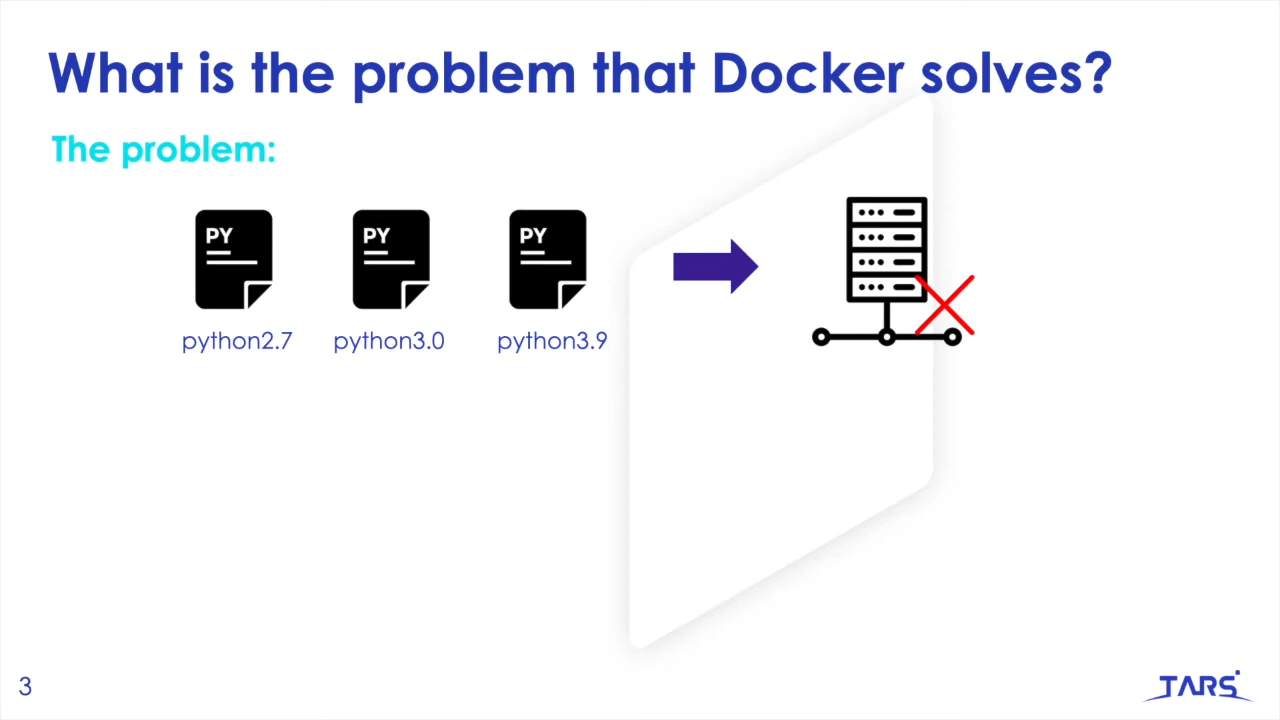 What is the problem that Docker solves?
The problem:
PY PY PY
python2.7 python3.0 python3.9
3
TARS